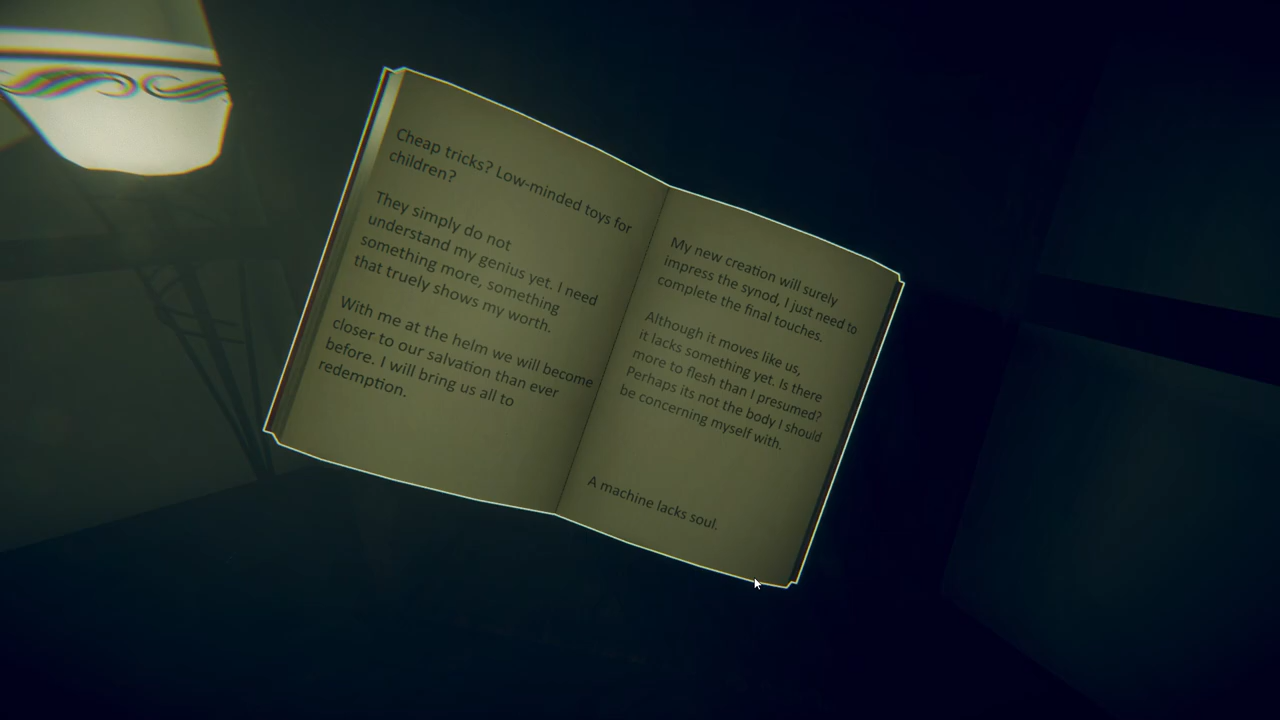 Cheap tricks? Low-minded toys for
children?
They simply do not
understand my genius yet. I need
something more, something
that truely shows my worth.
With me at the helm we will become
closer to our salvation than ever
before. I will bring us all to
redemption.
My new creation will surely
impress the synod, I just need to
complete the final touches.
Although it moves like us,
it lacks something yet. Is there
more to flesh than I presumed?
Perhaps its not the body I should
be concerning myself with.
A machine lacks soul.